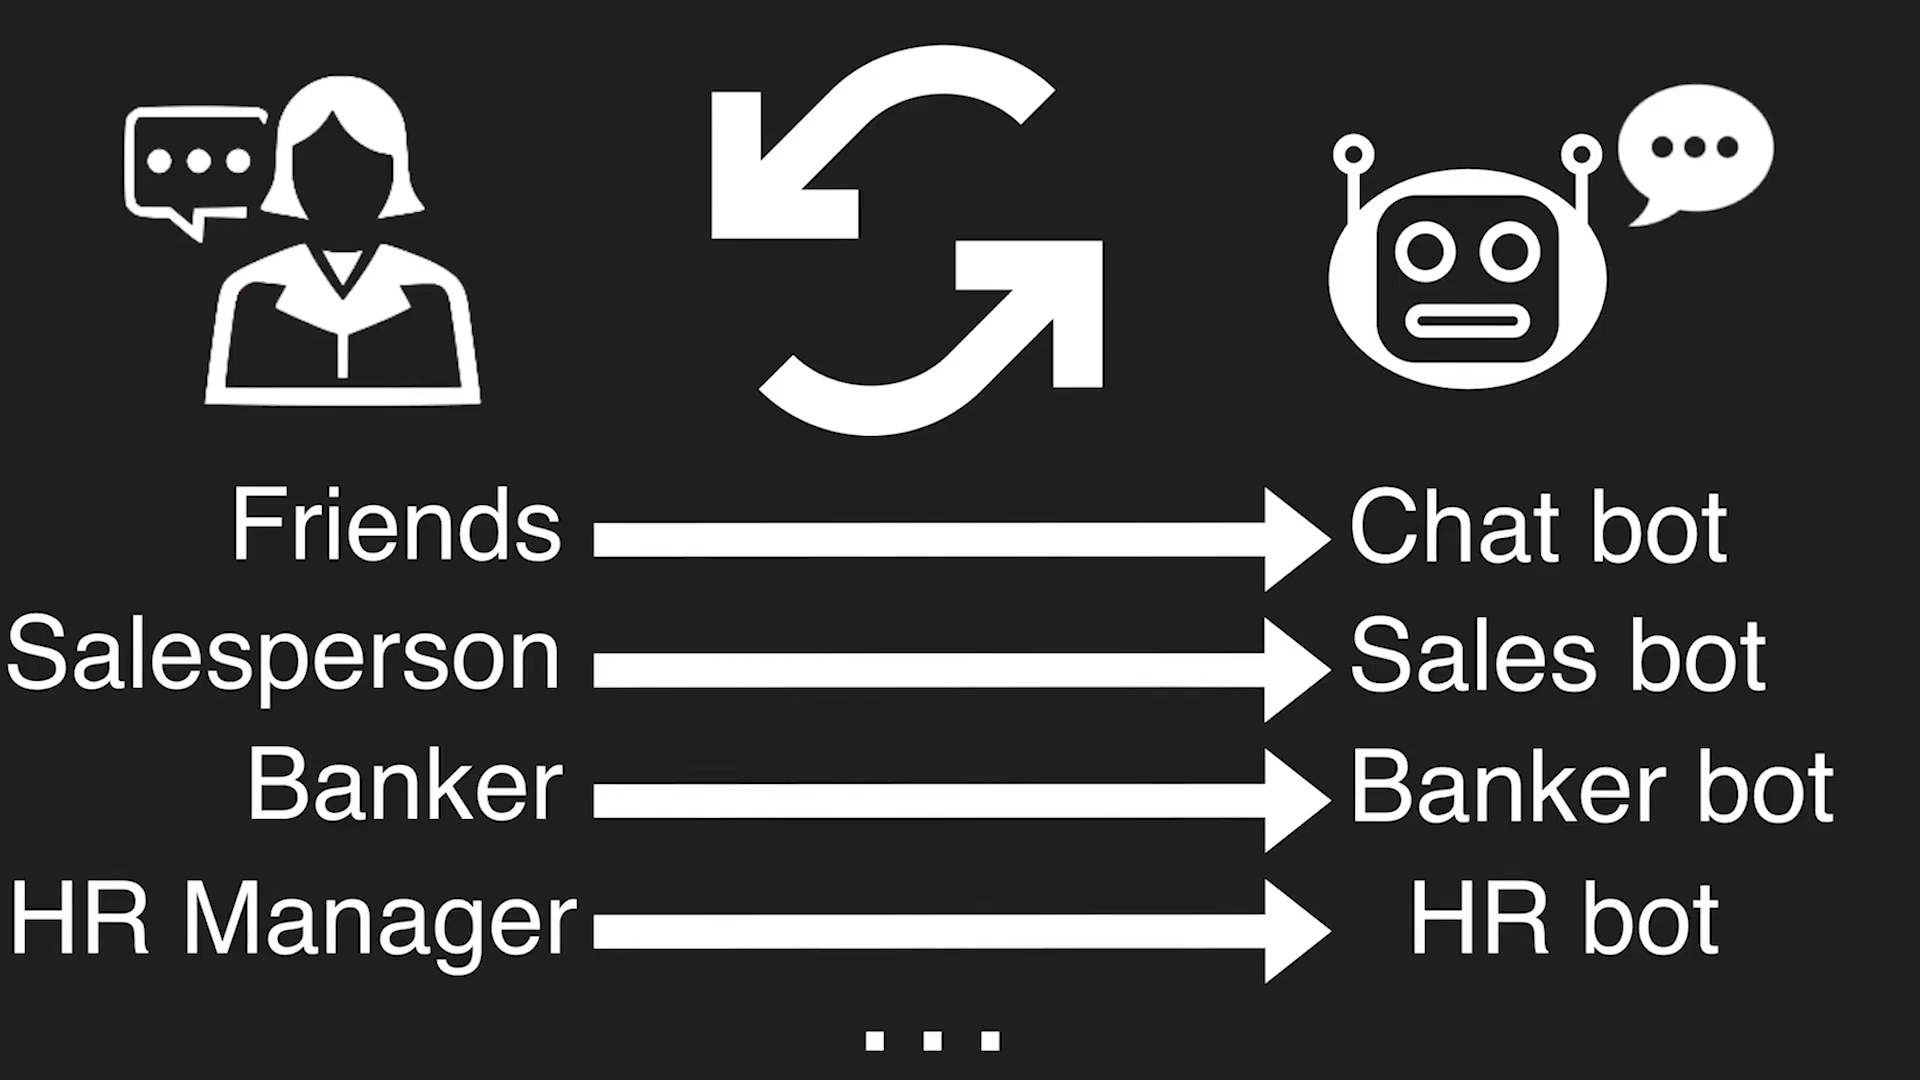 Friends Chat bot
Salesperson Sales bot
Banker Banker bot
HR Manager HR bot
...